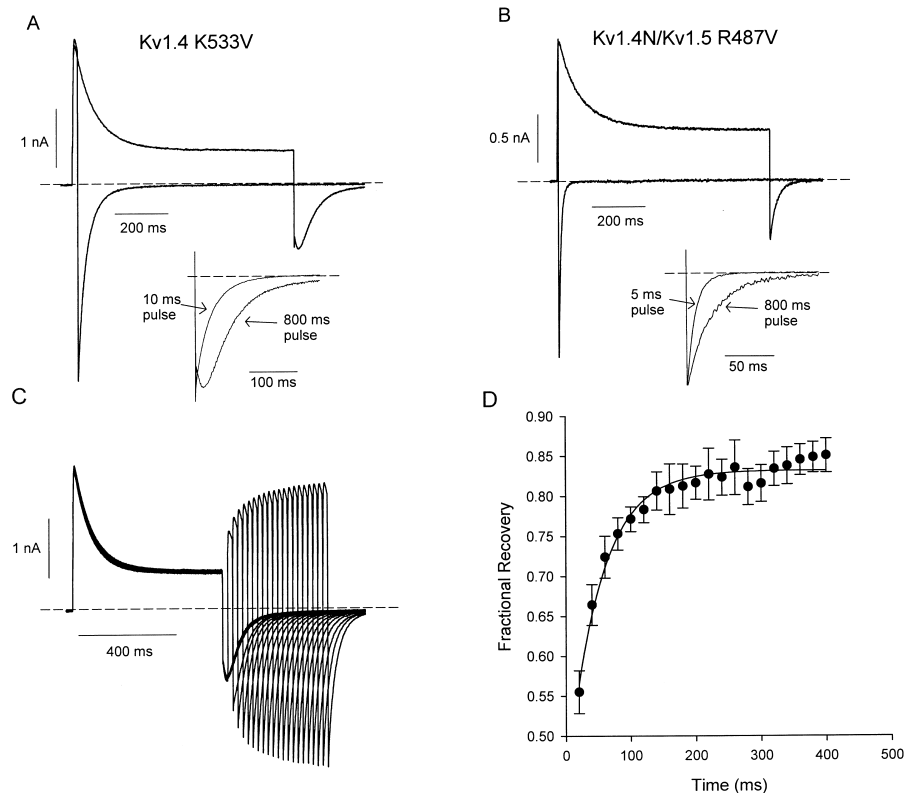 A
Kv1.4 K533V
1 nA
200 ms
10 ms
pulse
800 ms
pulse
100 ms
B
Kv1.4N/Kv1.5 R487V
0.5 nA
200 ms
5 ms
pulse
800 ms
pulse
50 ms
C
1 nA
400 ms
D
Fractional Recovery
0.90
0.85
0.80
0.75
0.70
0.65
0.60
0.55
0.50
0
100
200
300
400
500
Time (ms)